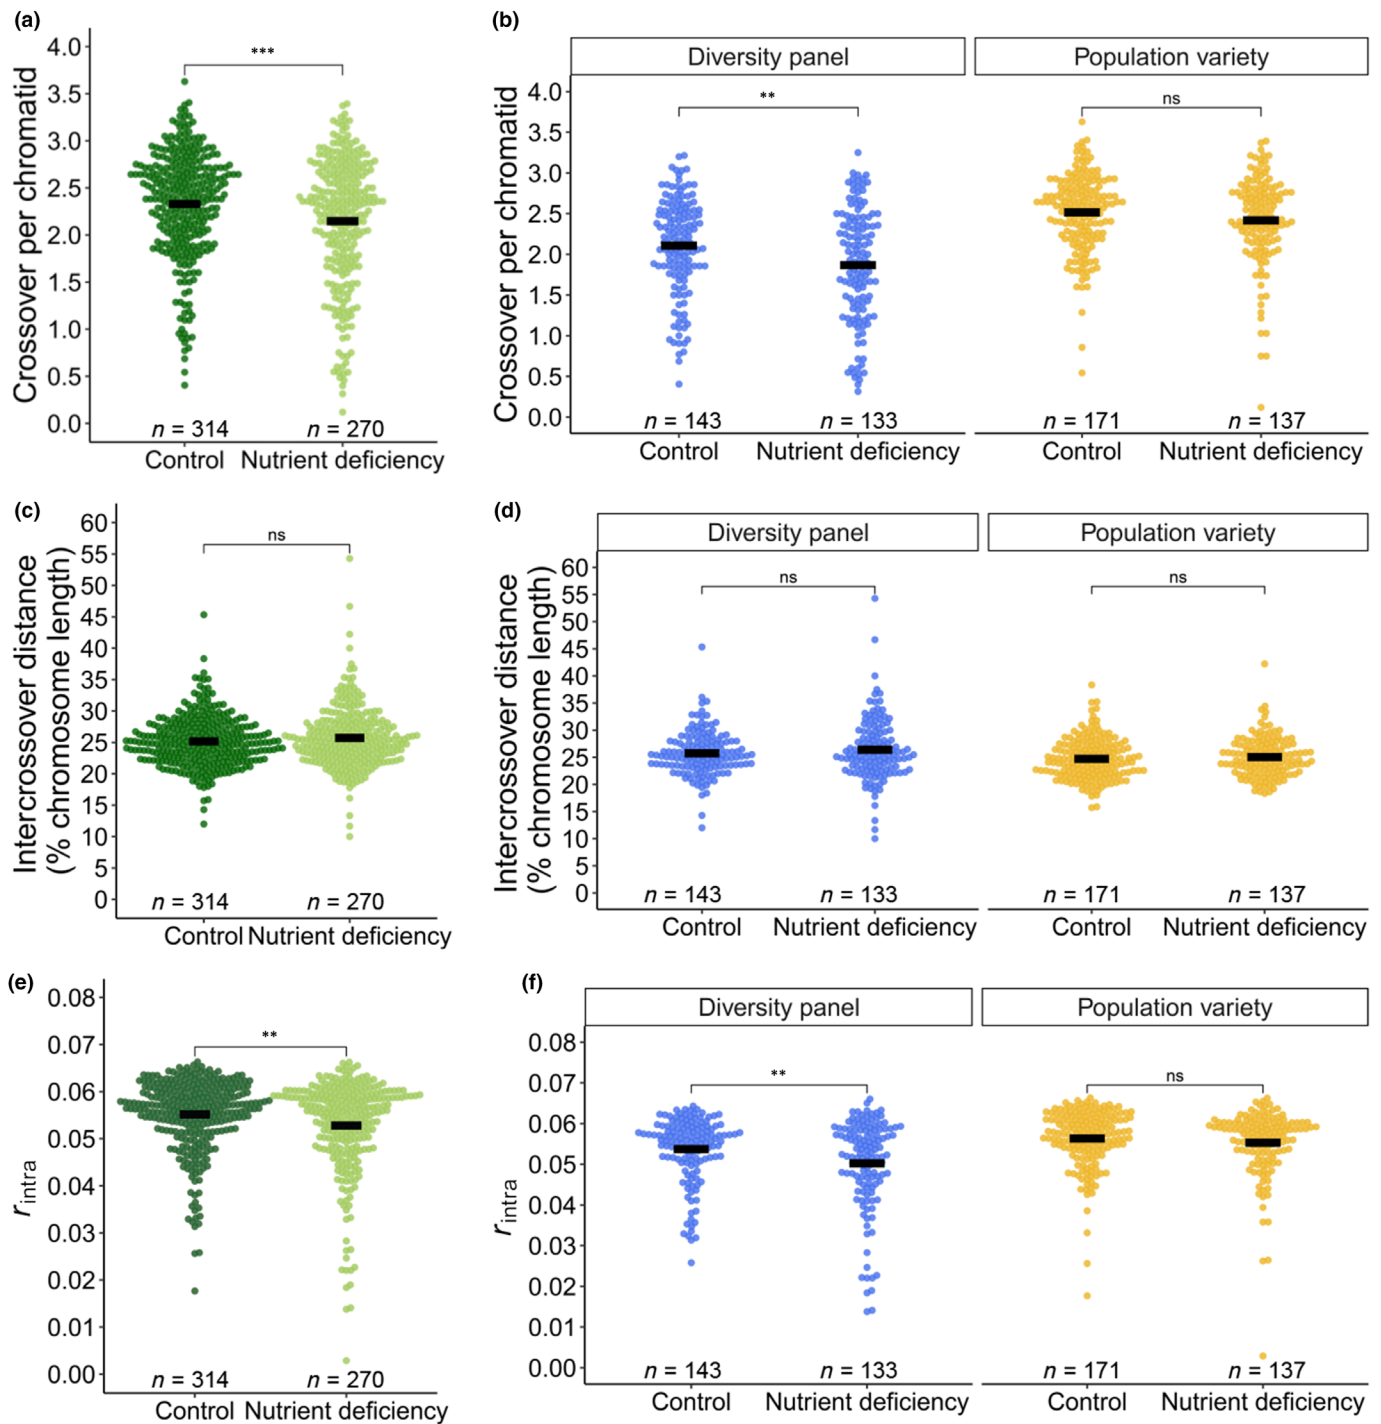 (a)
Crossover per chromatid
4.0
3.5
3.0
2.5
2.0
1.5
1.0
0.5
0.0
***
n = 314
n = 270
Control
Nutrient deficiency
(b)
Crossover per chromatid
Diversity panel
Population variety
4.0
3.5
3.0
2.5
2.0
1.5
1.0
0.5
0.0
**
ns
n = 143
n = 133
n = 171
n = 137
Control
Nutrient deficiency
Control
Nutrient deficiency
(c)
Intercrossover distance
(% chromosome length)
60
55
50
45
40
35
30
25
20
15
10
5
0
ns
n = 314
n = 270
Control
Nutrient deficiency
(d)
Intercrossover distance
(% chromosome length)
Diversity panel
Population variety
60
55
50
45
40
35
30
25
20
15
10
5
0
ns
ns
n = 143
n = 133
n = 171
n = 137
Control
Nutrient deficiency
Control
Nutrient deficiency
(e)
rintra
0.08
0.07
0.06
0.05
0.04
0.03
0.02
0.01
0.00
**
n = 314
n = 270
Control
Nutrient deficiency
(f)
rintra
Diversity panel
Population variety
0.08
0.07
0.06
0.05
0.04
0.03
0.02
0.01
0.00
**
ns
n = 143
n = 133
n = 171
n = 137
Control
Nutrient deficiency
Control
Nutrient deficiency